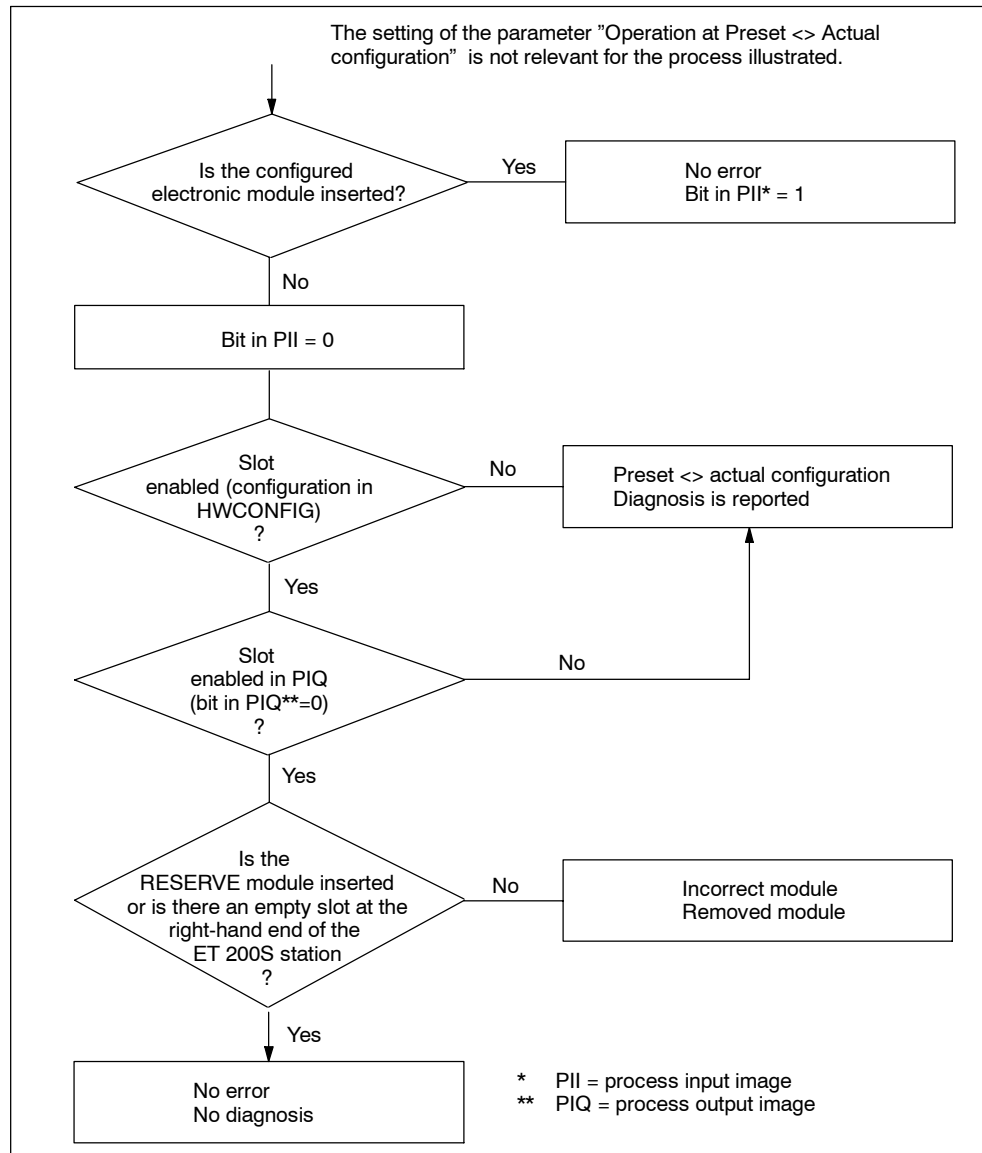 The setting of the parameter ”Operation at Preset <> Actual
configuration”  is not relevant for the process illustrated.
Is the configured
electronic module inserted?
Yes
No error
Bit in PII* = 1
No
Bit in PII = 0
Slot
enabled (configuration in
HWCONFIG)
?
No
Preset <> actual configuration
Diagnosis is reported
Yes
Slot
enabled in PIQ
(bit in PIQ**=0)
?
No
Yes
Is the
RESERVE module inserted
or is there an empty slot at the
right-hand end of the
ET 200S station
?
No
Incorrect module
Removed module
Yes
No error
No diagnosis
* PII = process input image
** PIQ = process output image